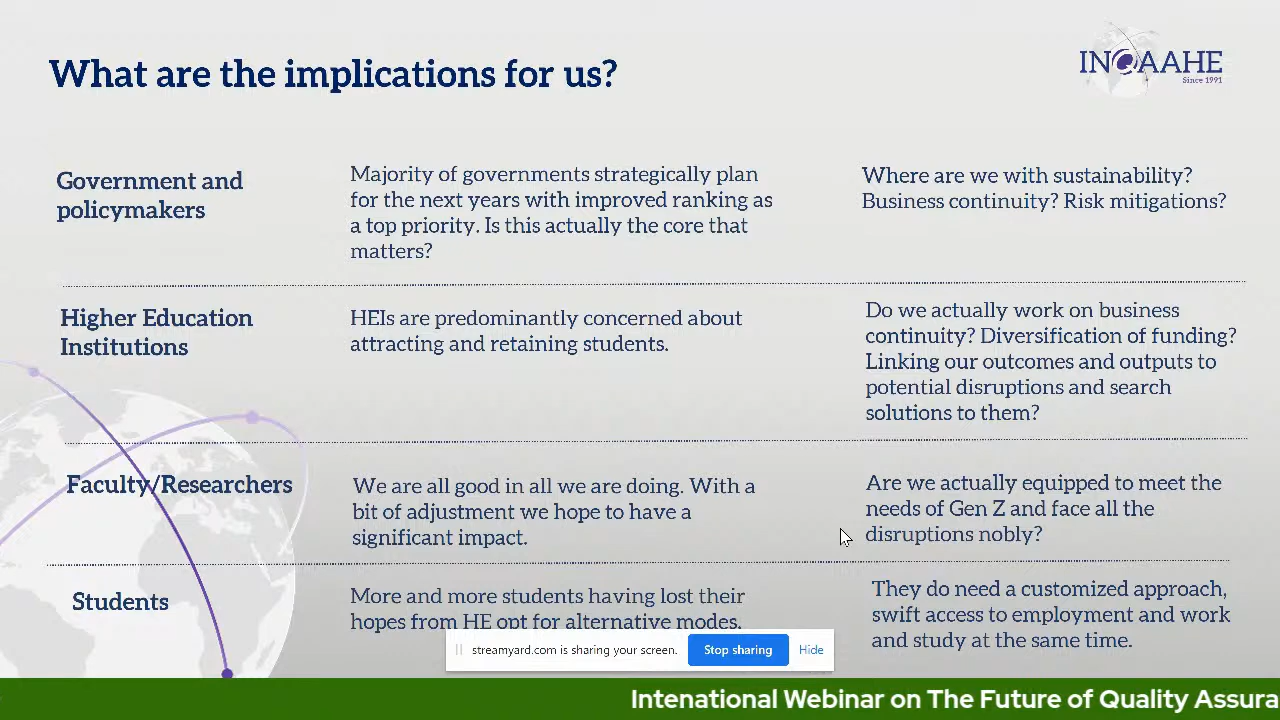 What are the implications for us?
INQAAHE
Since 1991
Government and
policymakers
Majority of governments strategically plan
for the next years with improved ranking as
a top priority. Is this actually the core that
matters?
Where are we with sustainability?
Business continuity? Risk mitigations?
Higher Education
Institutions
HEIs are predominantly concerned about
attracting and retaining students.
Do we actually work on business
continuity? Diversification of funding?
Linking our outcomes and outputs to
potential disruptions and search
solutions to them?
Faculty/Researchers
We are all good in all we are doing. With a
bit of adjustment we hope to have a
significant impact.
Are we actually equipped to meet the
needs of Gen Z and face all the
disruptions nobly?
Students
More and more students having lost their
hopes from HE opt for alternative modes.
They do need a customized approach,
swift access to employment and work
and study at the same time.
streamyard.com is sharing your screen.
Stop sharing
Hide
Intenational Webinar on The Future of Quality Assura